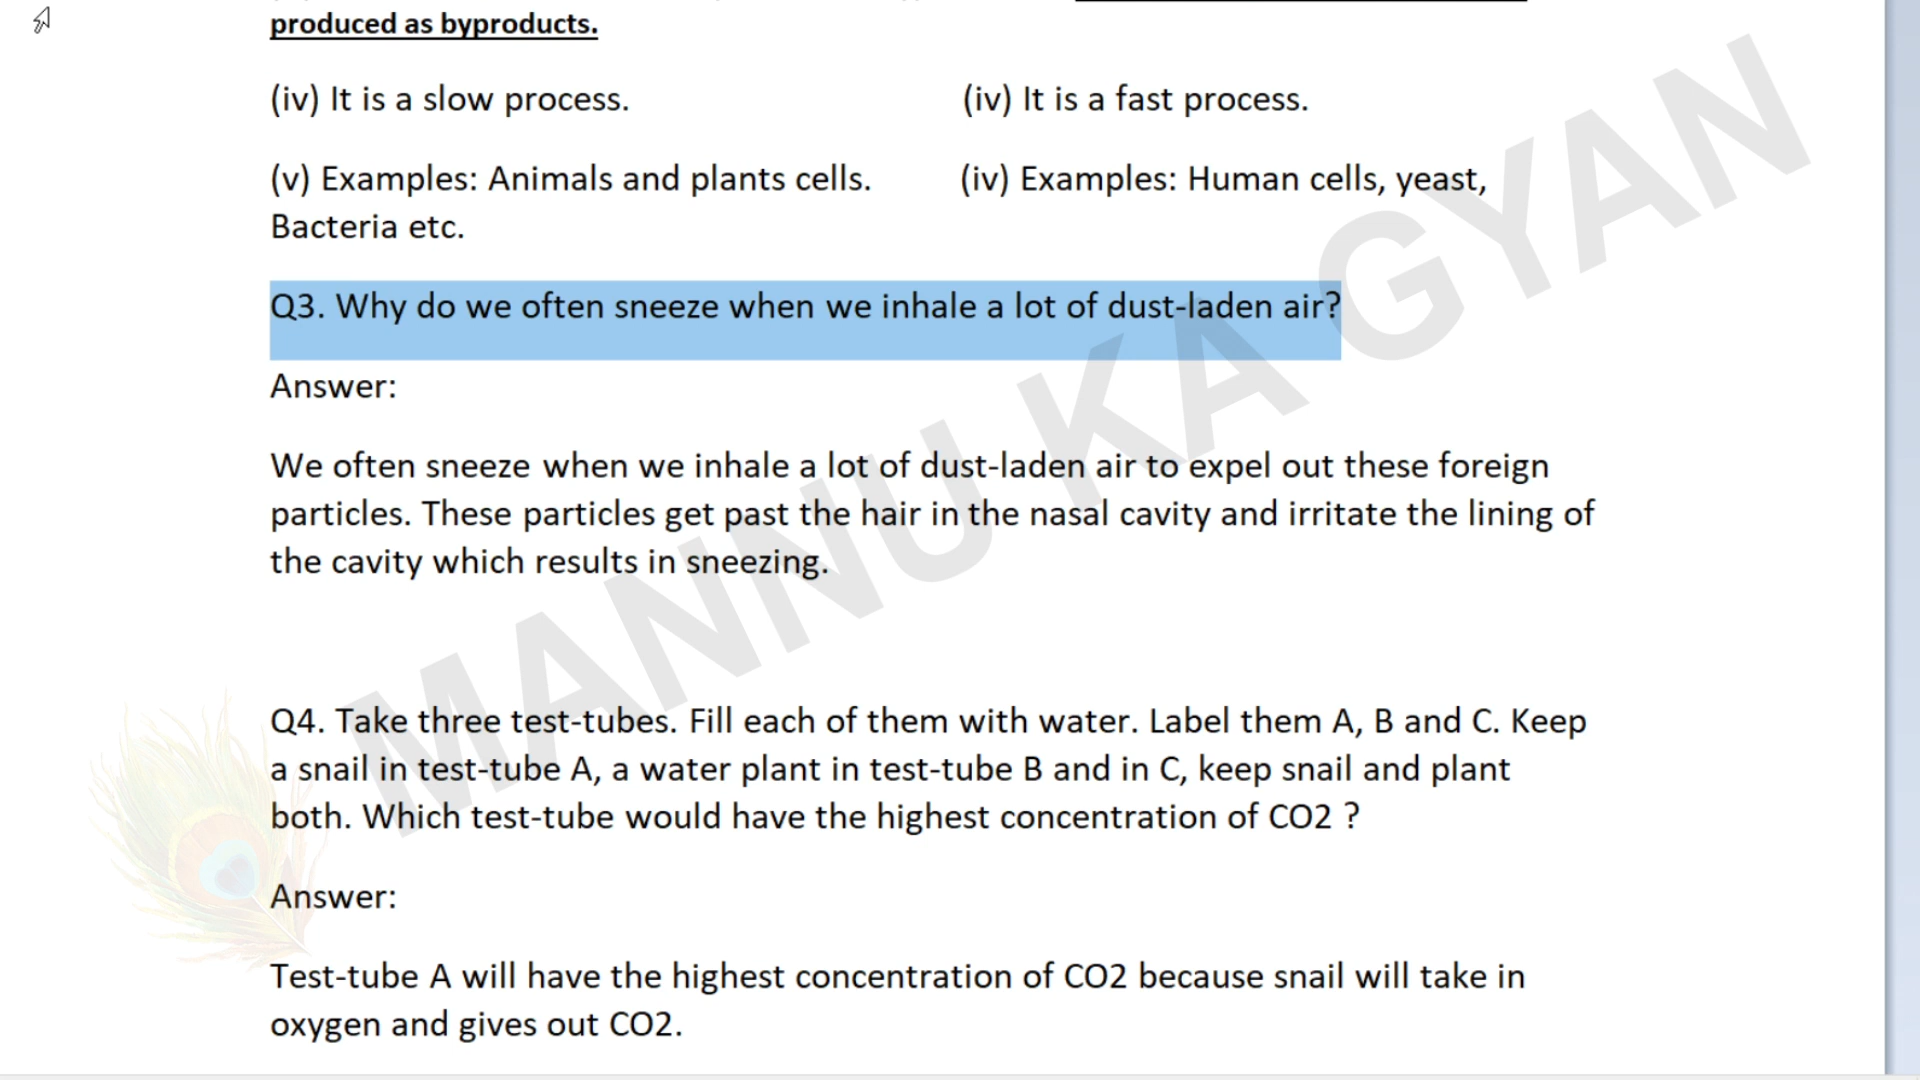 produced as byproducts.
(iv) It is a slow process. (iv) It is a fast process.
(v) Examples: Animals and plants cells. (iv) Examples: Human cells, yeast,
Bacteria etc.
Q3. Why do we often sneeze when we inhale a lot of dust-laden air?
Answer:
We often sneeze when we inhale a lot of dust-laden air to expel out these foreign
particles. These particles get past the hair in the nasal cavity and irritate the lining of
the cavity which results in sneezing.
Q4. Take three test-tubes. Fill each of them with water. Label them A, B and C. Keep
a snail in test-tube A, a water plant in test-tube B and in C, keep snail and plant
both. Which test-tube would have the highest concentration of CO2 ?
Answer:
Test-tube A will have the highest concentration of CO2 because snail will take in
oxygen and gives out CO2.
MANNU KA GYAN